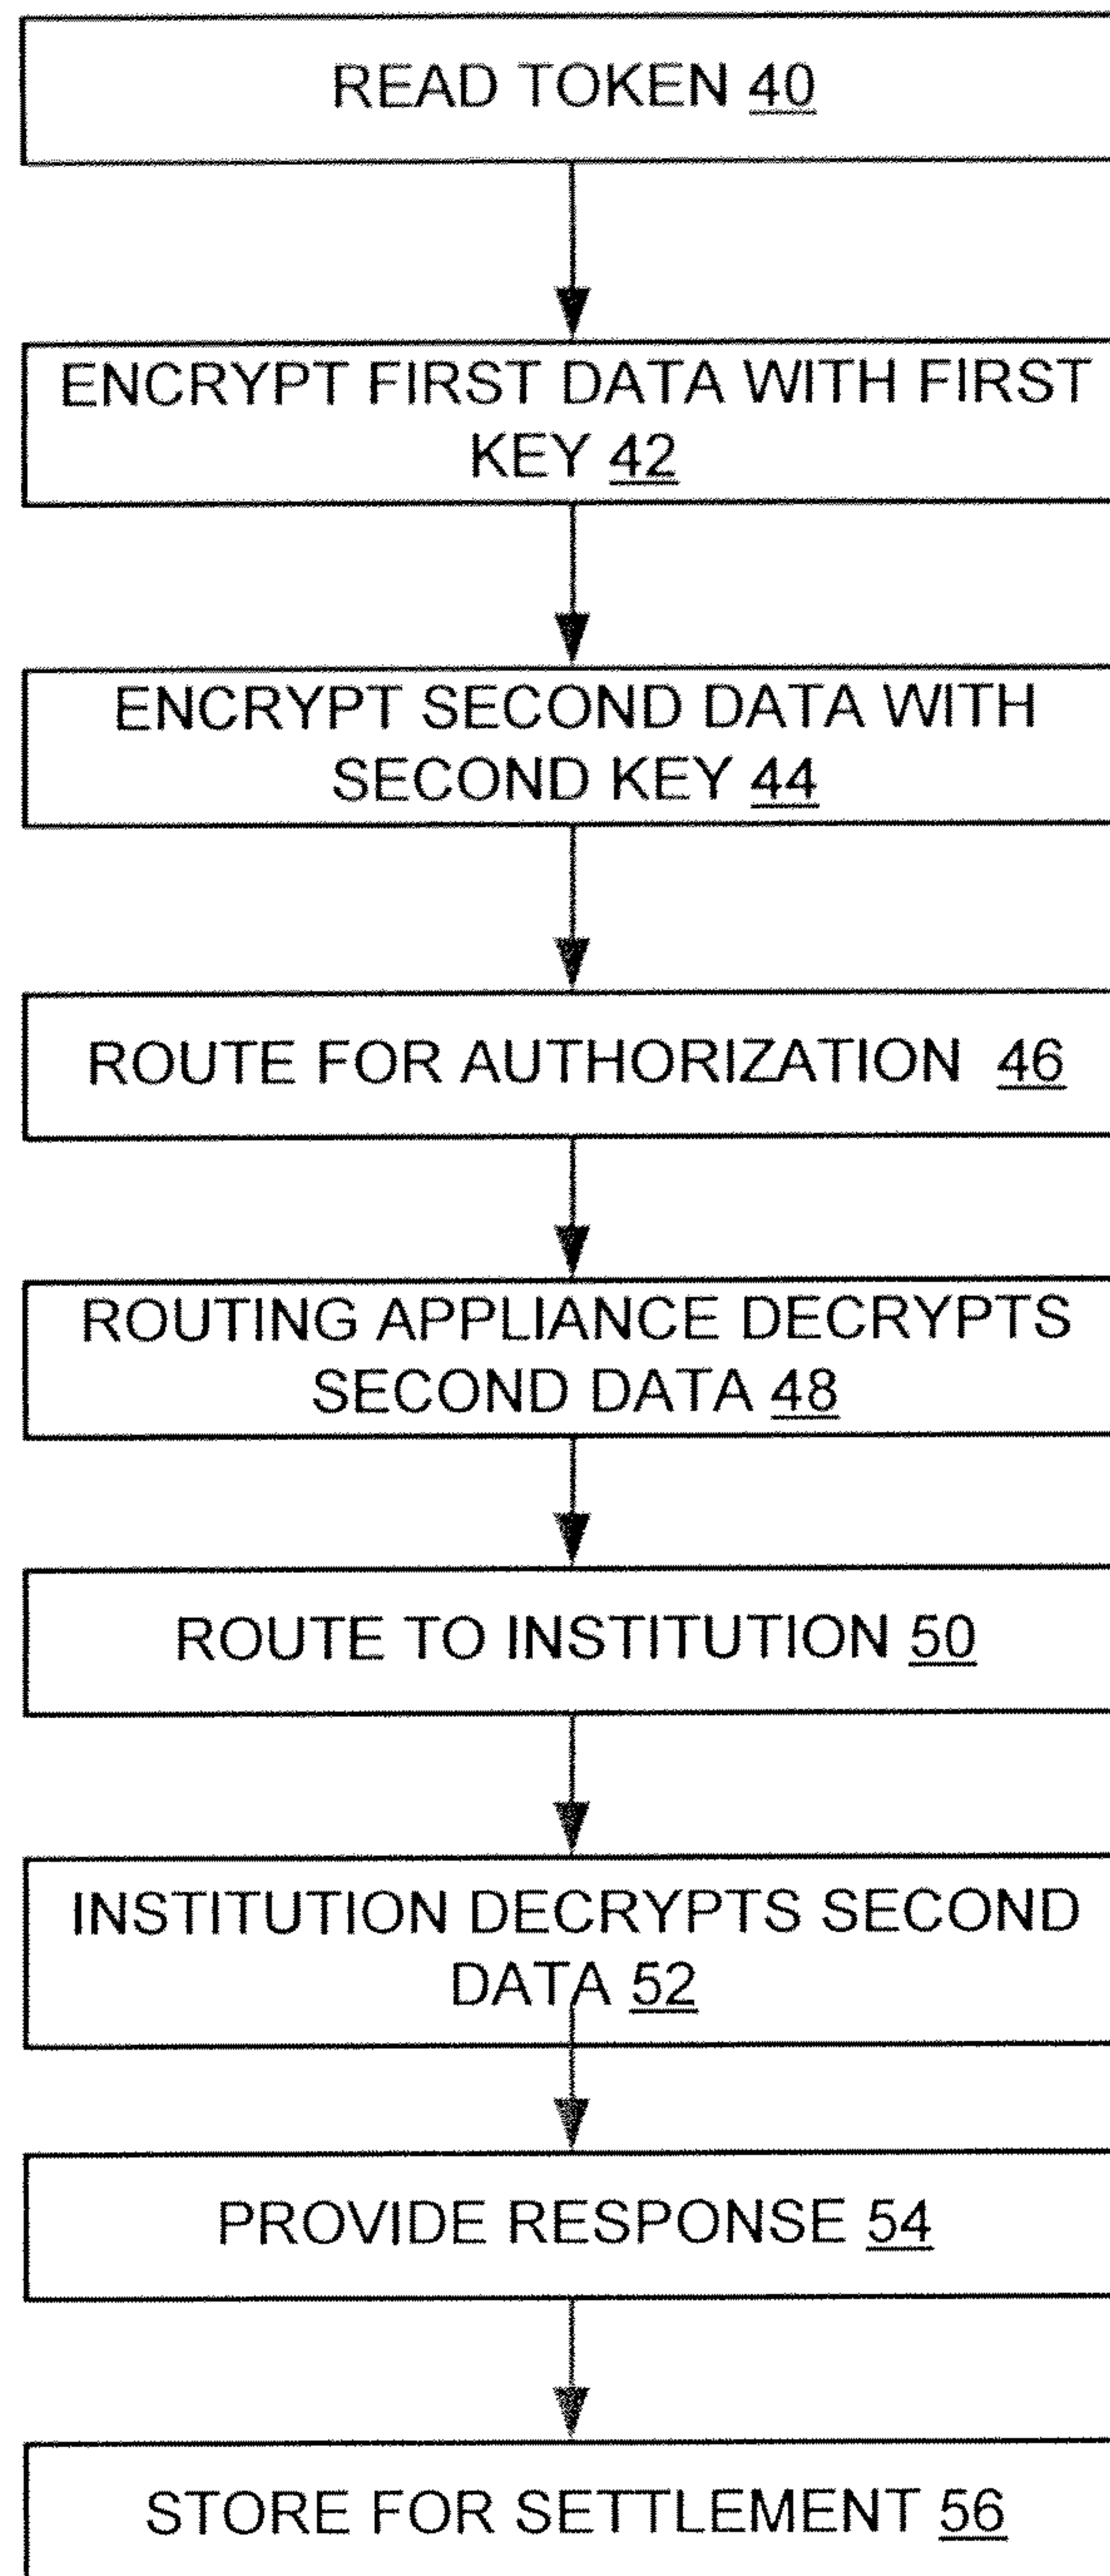 READ TOKEN 40
ENCRYPT FIRST DATA WITH FIRST
KEY 42
ENCRYPT SECOND DATA WITH
SECOND KEY 44
ROUTE FOR AUTHORIZATION 46
ROUTING APPLIANCE DECRYPTS
SECOND DATA 48
ROUTE TO INSTITUTION 50
INSTITUTION DECRYPTS SECOND
DATA 52
PROVIDE RESPONSE 54
STORE FOR SETTLEMENT 56